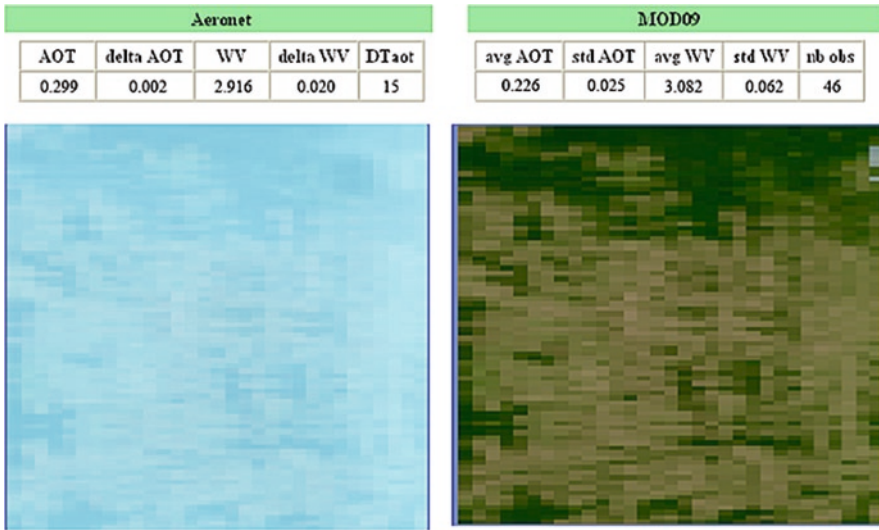 Aeronet
AOT delta AOT WV delta WV DTaot
0.299 0.002 2.916 0.020 15
MOD09
avg AOT std AOT avg WV std WV nb obs
0.226 0.025 3.082 0.062 46